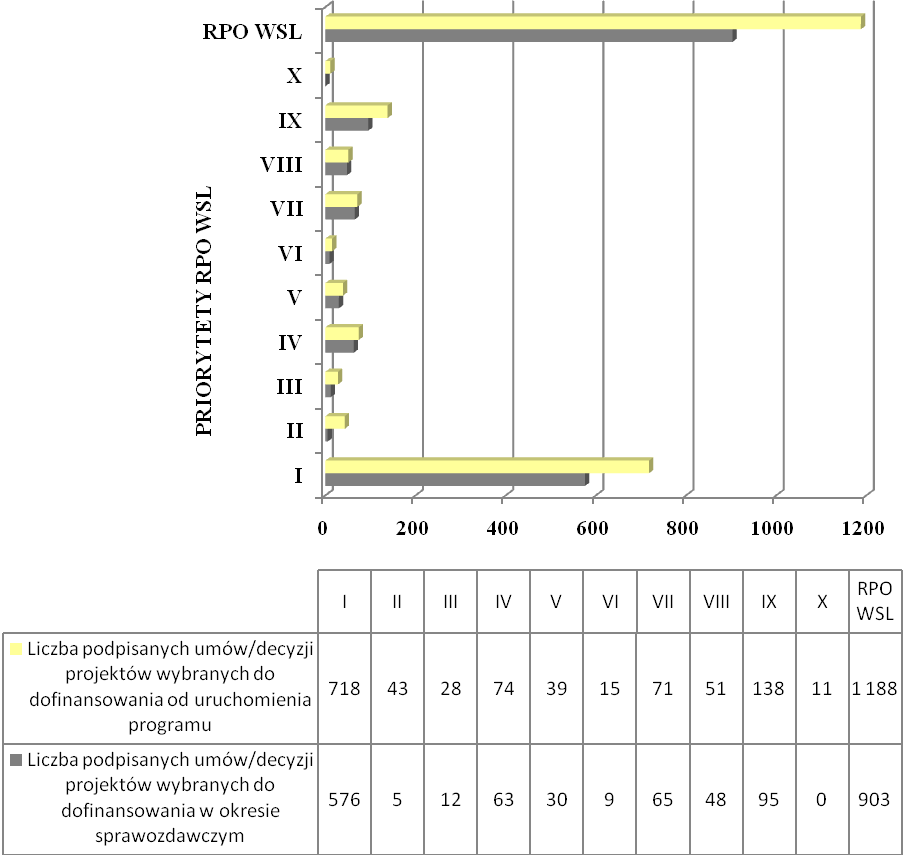 RPO WSL
X
IX
VIII
VII
VI
V
IV
III
II
I
PRIORYTETY RPO WSL
0 200 400 600 800 1000 1200
I II III IV V VI VII VIII IX X RPO WSL
Liczba podpisanych umów/decyzji
projektów wybranych do
dofinansowania od uruchomienia
programu
718 43 28 74 39 15 71 51 138 11 1 188
Liczba podpisanych umów/decyzji
projektów wybranych do
dofinansowania w okresie
sprawozdawczym
576 5 12 63 30 9 65 48 95 0 903